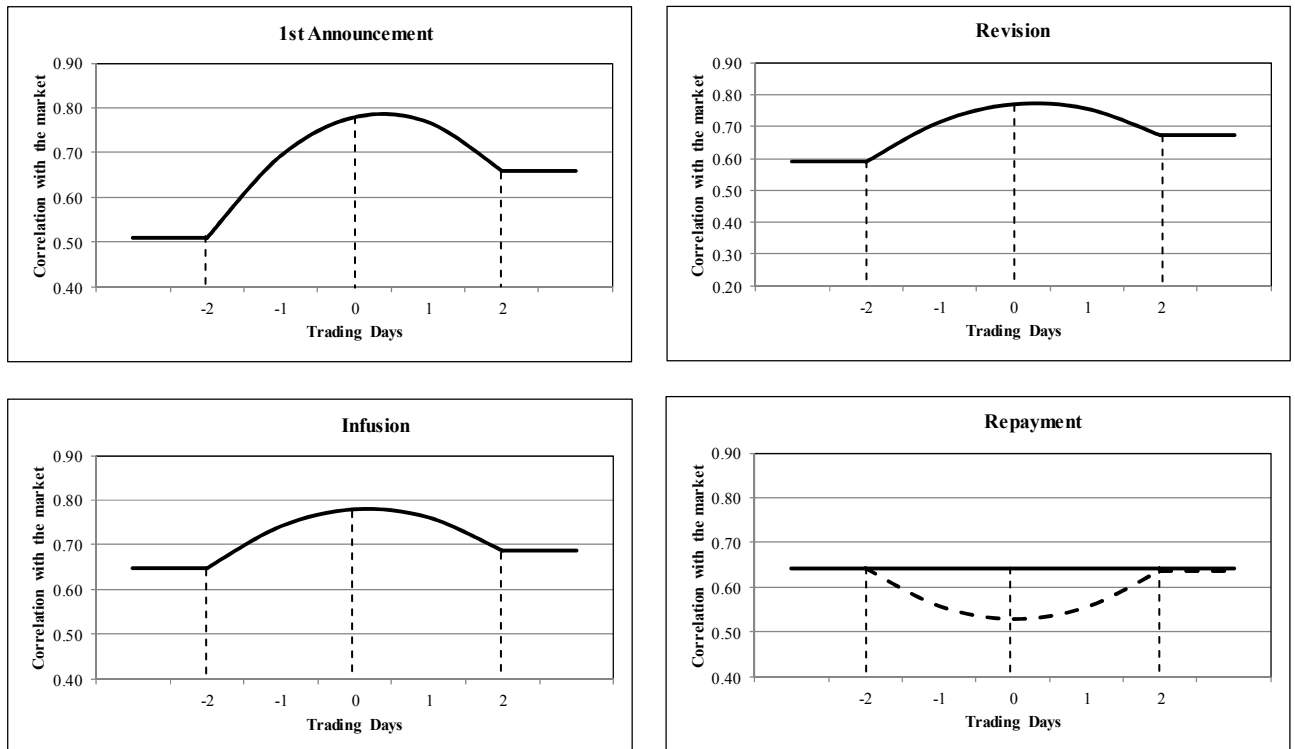 1st Announcement
Correlation with the market
0.90
0.80
0.70
0.60
0.50
0.40
-2 -1 0 1 2
Trading Days
Revision
Correlation with the market
0.90
0.80
0.70
0.60
0.50
0.40
0.30
0.20
-2 -1 0 1 2
Trading Days
Infusion
Correlation with the market
0.90
0.80
0.70
0.60
0.50
0.40
-2 -1 0 1 2
Trading Days
Repayment
Correlation with the market
0.90
0.80
0.70
0.60
0.50
0.40
-2 -1 0 1 2
Trading Days